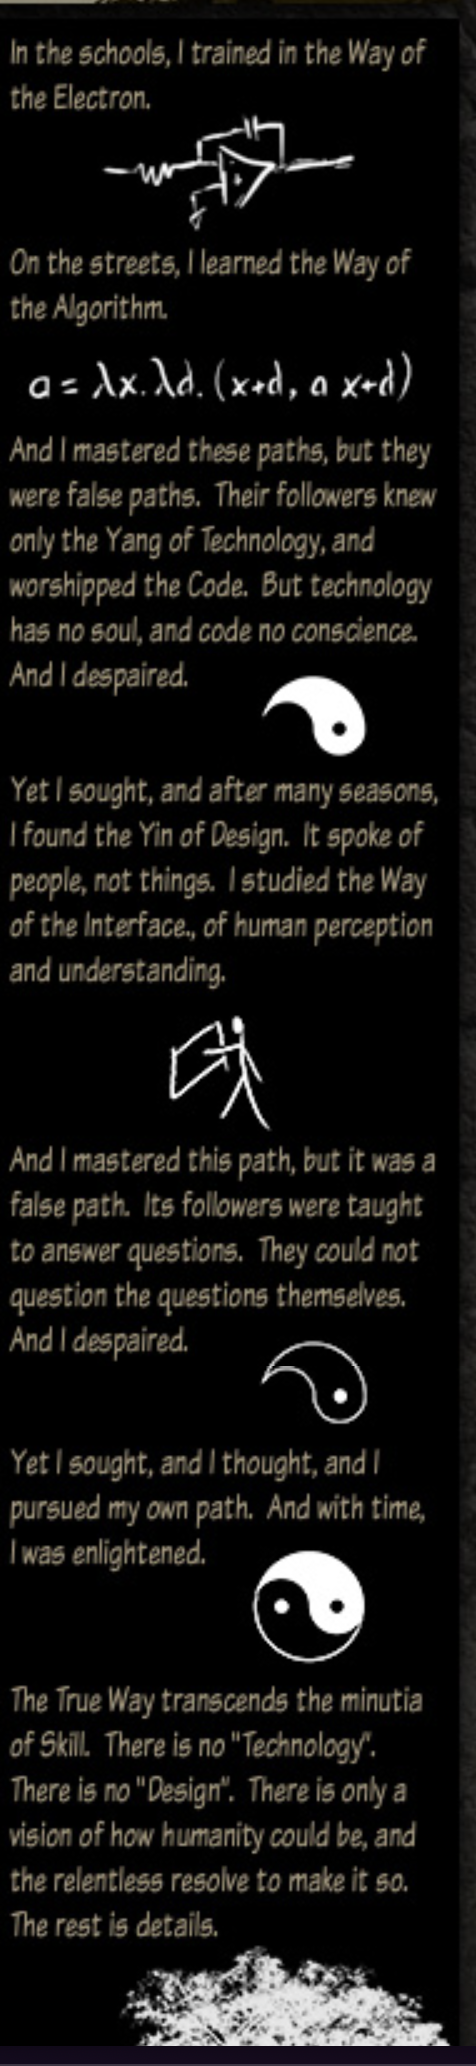 In the schools, I trained in the Way of
the Electron.
On the streets, I learned the Way of
the Algorithm.
a = λx. λd. (x+d, a x+d)
And I mastered these paths, but they
were false paths. Their followers knew
only the Yang of Technology, and
worshipped the Code. But technology
has no soul, and code no conscience.
And I despaired.
Yet I sought, and after many seasons,
I found the Yin of Design. It spoke of
people, not things. I studied the Way
of the Interface., of human perception
and understanding.
And I mastered this path, but it was a
false path. Its followers were taught
to answer questions. They could not
question the questions themselves.
And I despaired.
Yet I sought, and I thought, and I
pursued my own path. And with time,
I was enlightened.
The True Way transcends the minutia
of Skill. There is no "Technology".
There is no "Design". There is only a
vision of how humanity could be, and
the relentless resolve to make it so.
The rest is details.